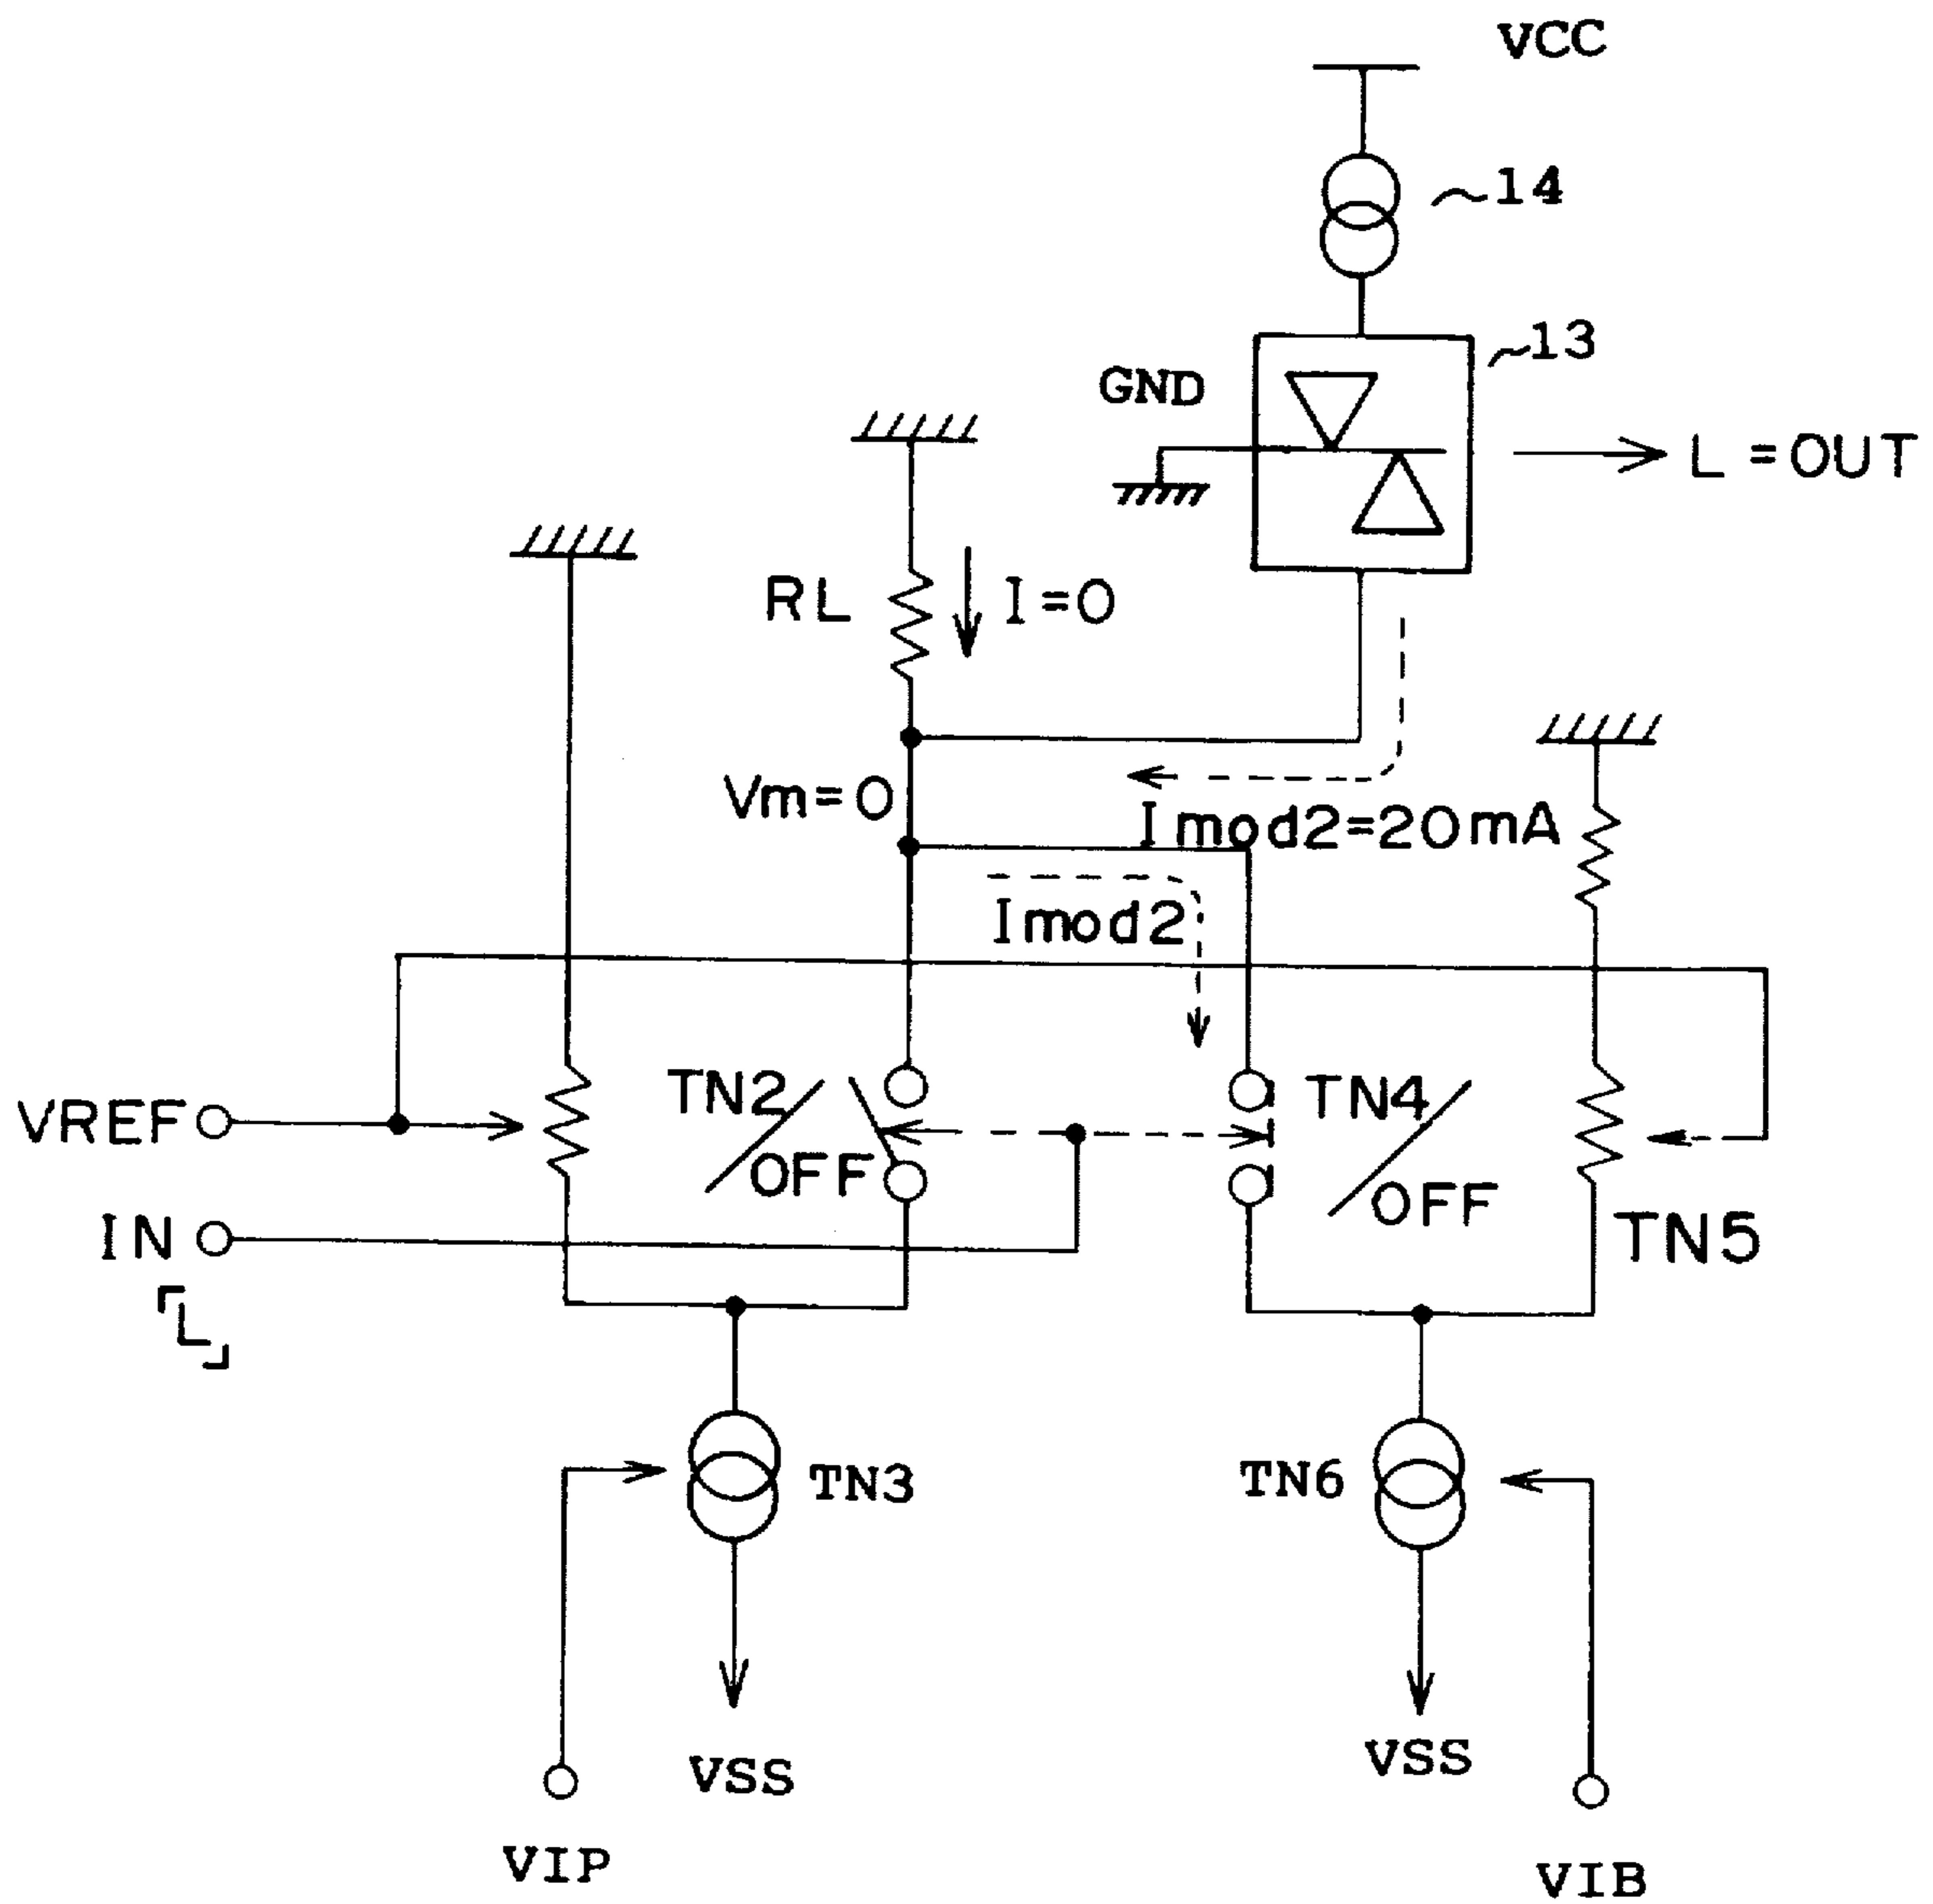 VCC
14
13
GND
L=OUT
RL
I=0
Vm=0
Imod2=20mA
Imod2
TN2/OFF
TN4/OFF
VREF
IN
「L」
TN5
TN3
TN6
VSS
VSS
VIP
VIB